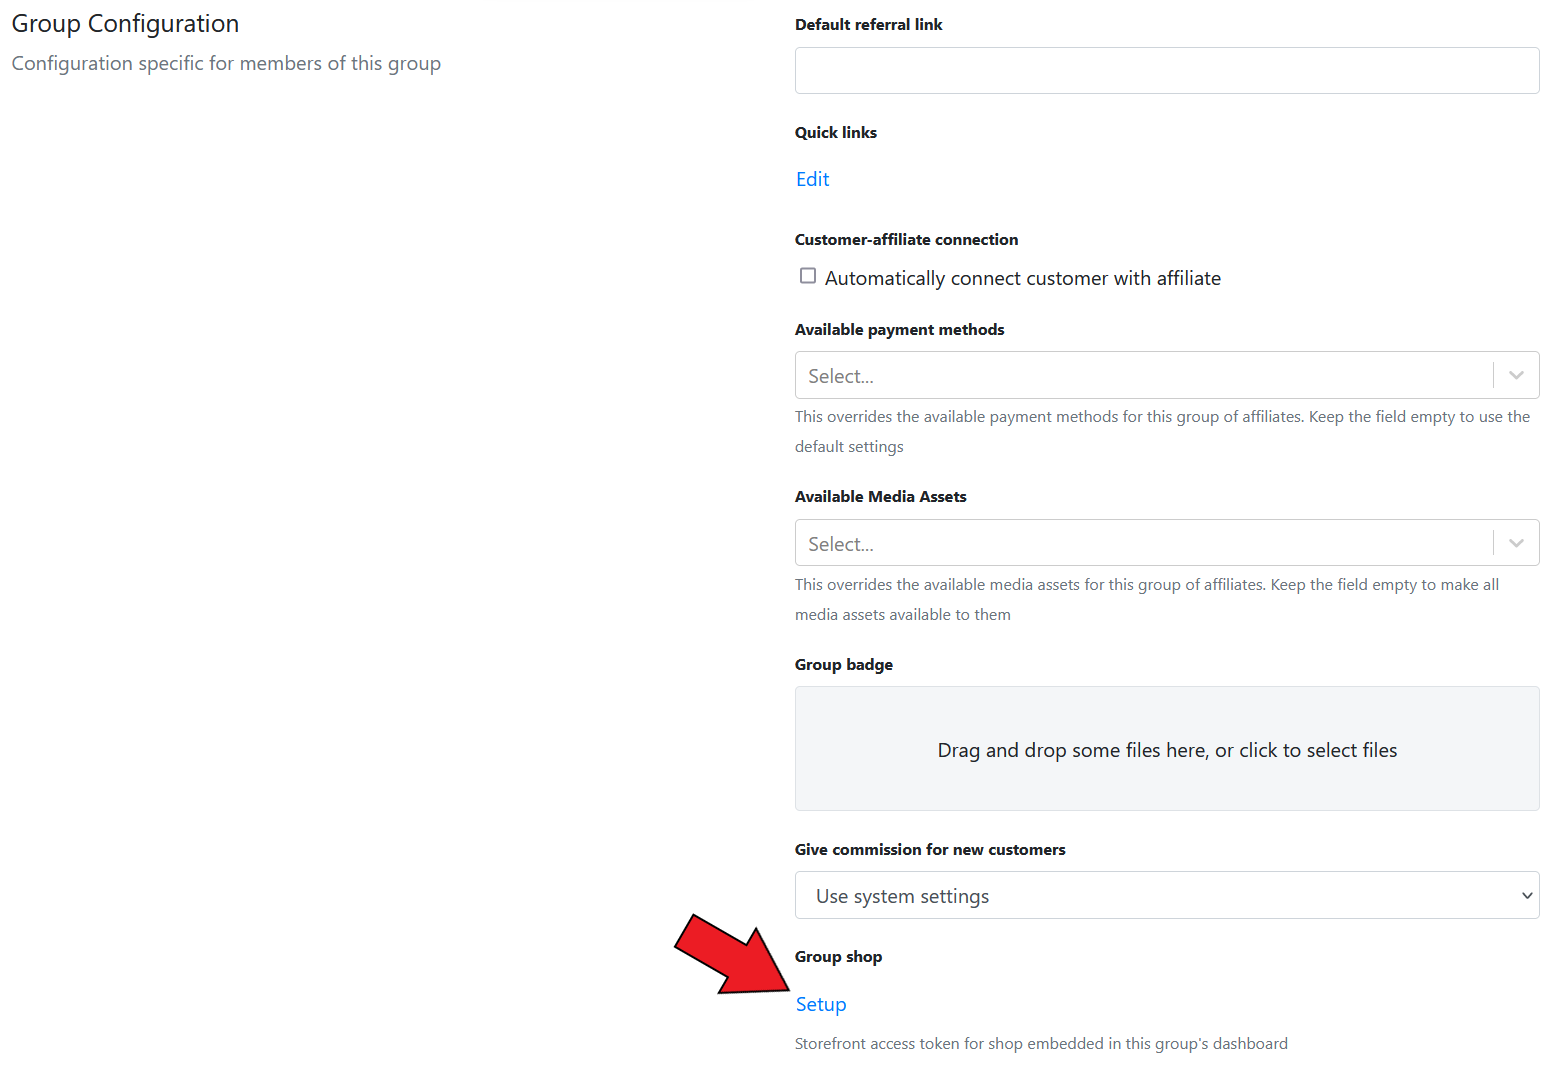 Group Configuration
Configuration specific for members of this group
Default referral link
Quick links
Edit
Customer-affiliate connection
Automatically connect customer with affiliate
Available payment methods
Select...
This overrides the available payment methods for this group of affiliates. Keep the field empty to use the
default settings
Available Media Assets
Select...
This overrides the available media assets for this group of affiliates. Keep the field empty to make all
media assets available to them
Group badge
Drag and drop some files here, or click to select files
Give commission for new customers
Use system settings
Group shop
Setup
Storefront access token for shop embedded in this group's dashboard